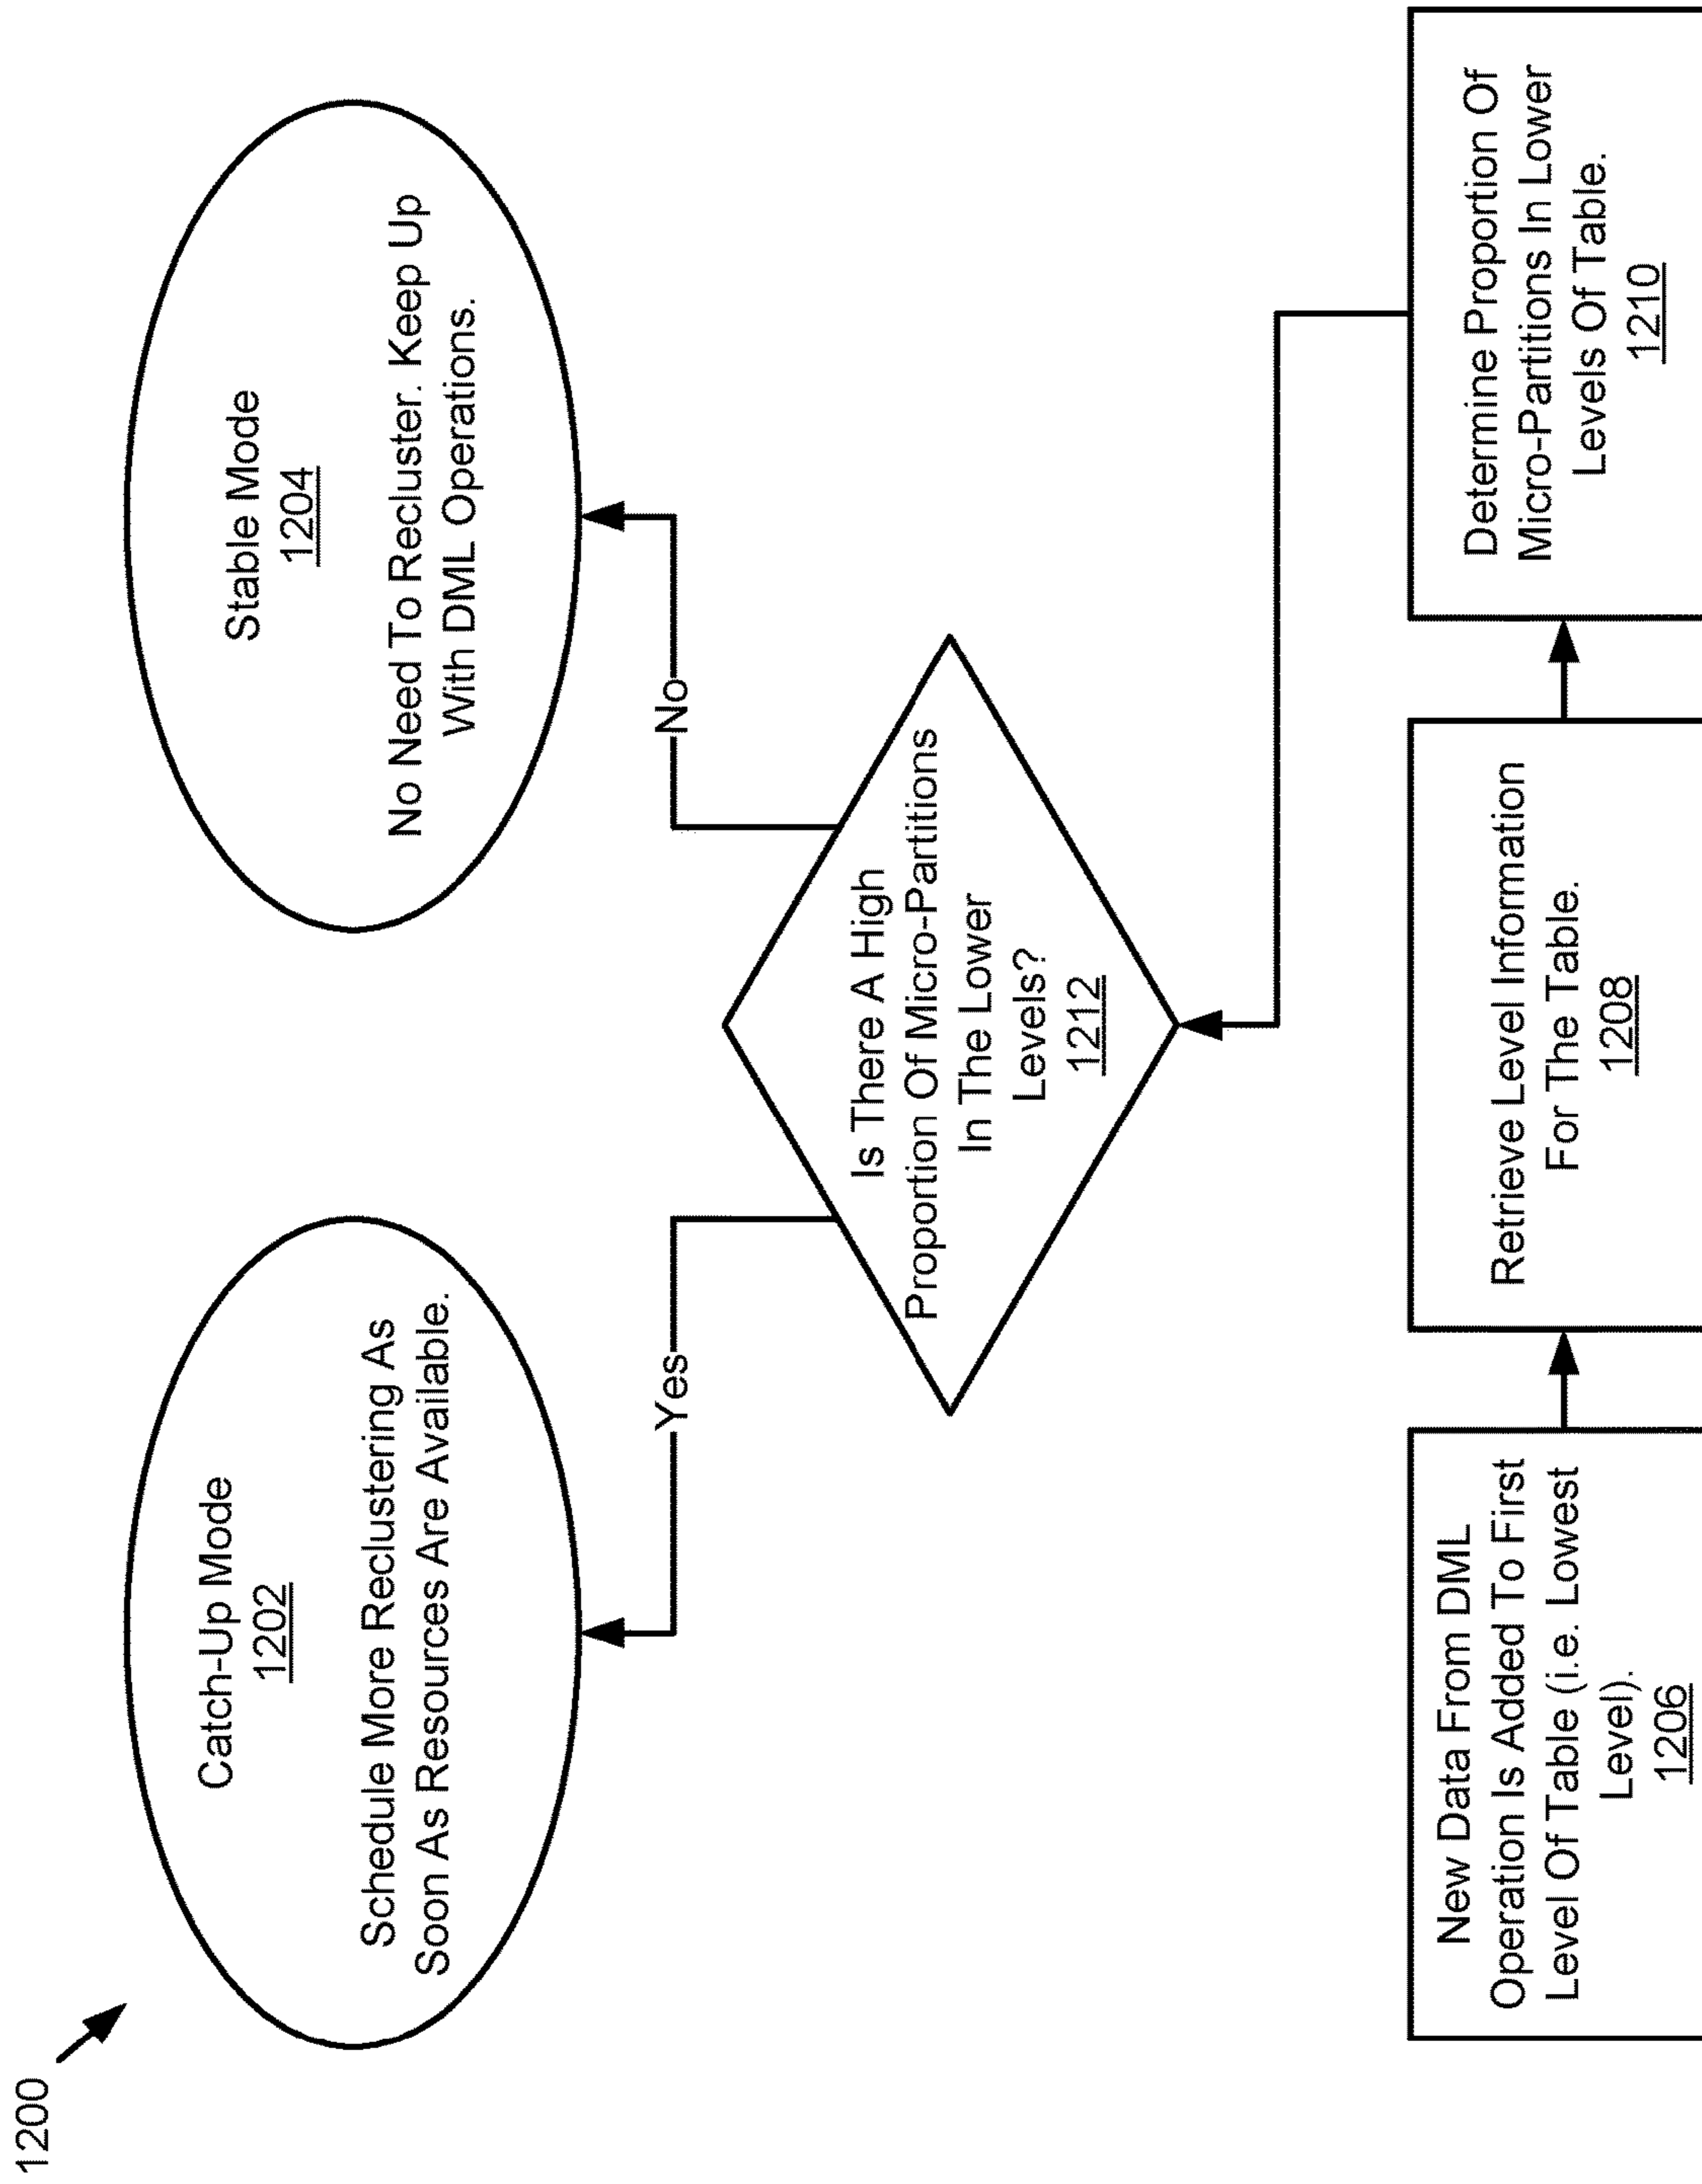 1200
Catch-Up Mode
1202
Schedule More Reclustering As
Soon As Resources Are Available.
Stable Mode
1204
No Need To Recluster. Keep Up
With DML Operations.
Yes
No
Is There A High
Proportion Of Micro-Partitions
In The Lower
Levels?
1212
New Data From DML
Operation Is Added To First
Level Of Table (i.e. Lowest
Level).
1206
Retrieve Level Information
For The Table.
1208
Determine Proportion Of
Micro-Partitions In Lower
Levels Of Table.
1210